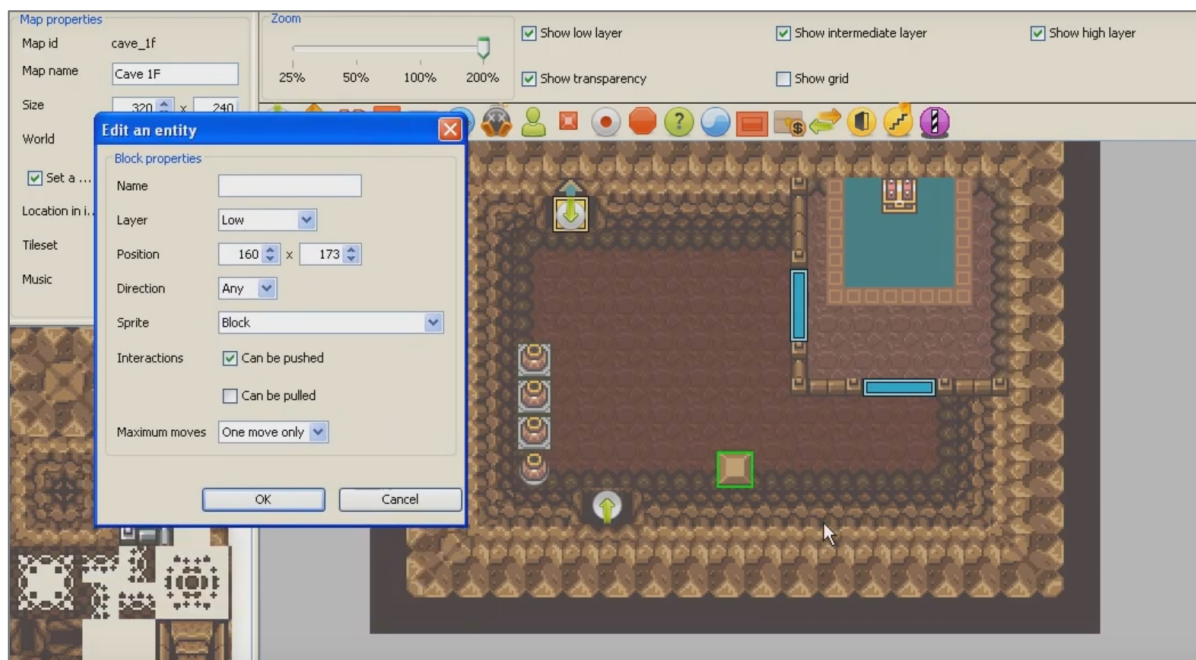 Map properties
Map id cave_1f
Map name Cave 1F
Size 320 x 240
World
Set a ...
Location in i...
Tileset
Music
Zoom
25% 50% 100% 200%
Show low layer Show intermediate layer Show high layer
Show transparency Show grid
Edit an entity
Block properties
Name
Layer Low
Position 160 x 173
Direction Any
Sprite Block
Interactions Can be pushed
Can be pulled
Maximum moves One move only
OK Cancel